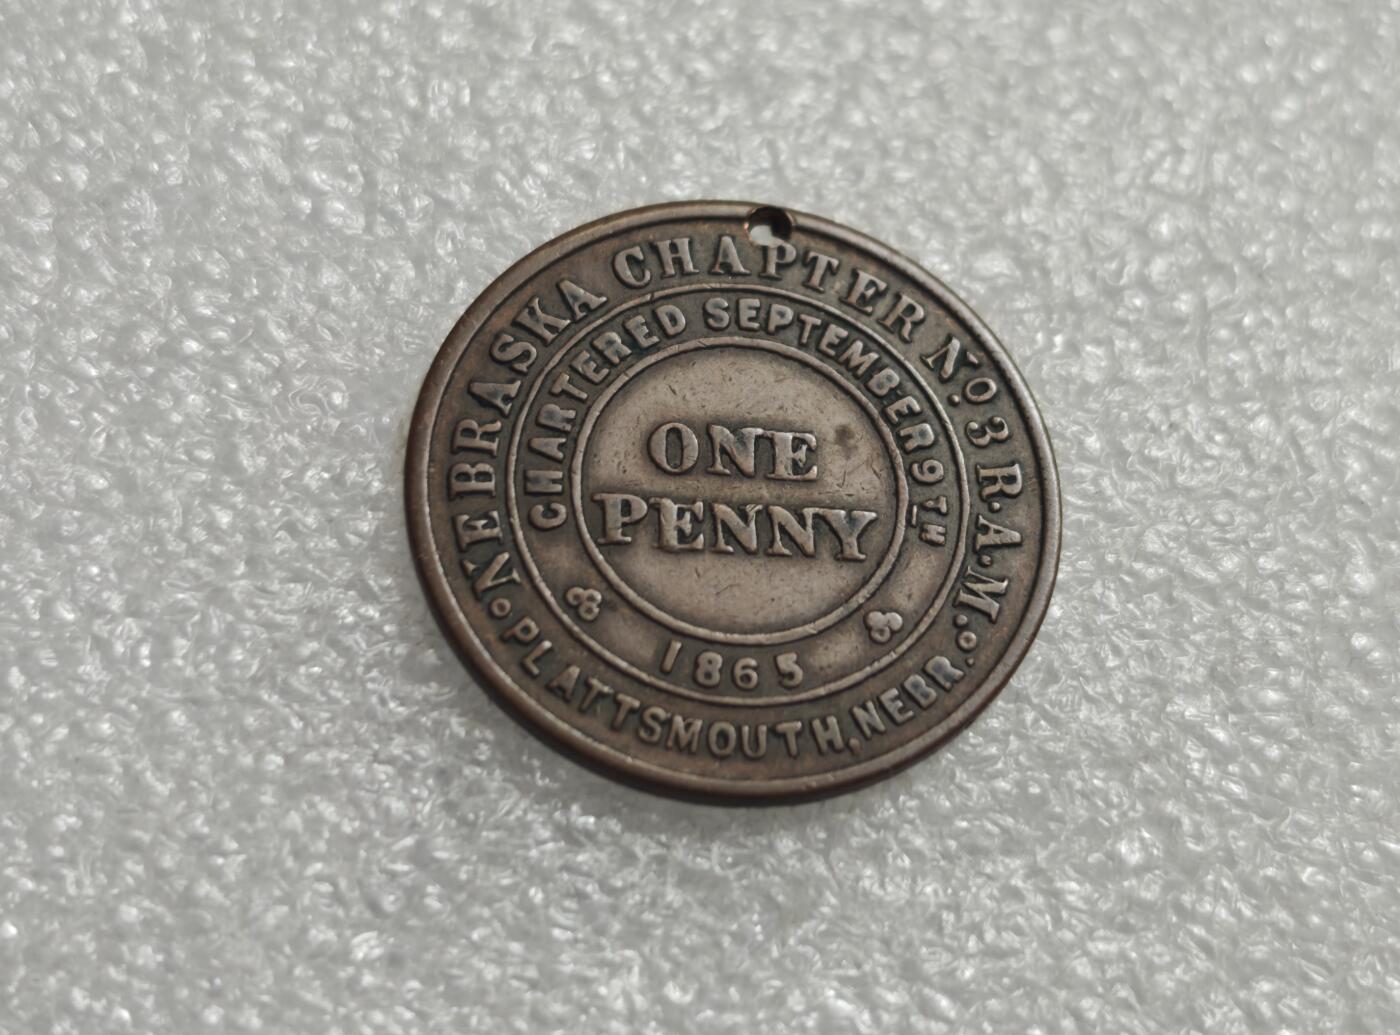 NEBRASKA CHAPTER No 3 R.A.M.
PLATTSMOUTH, NEBR.
CHARTERED SEPTEMBER 9TH
1865
ONE
PENNY